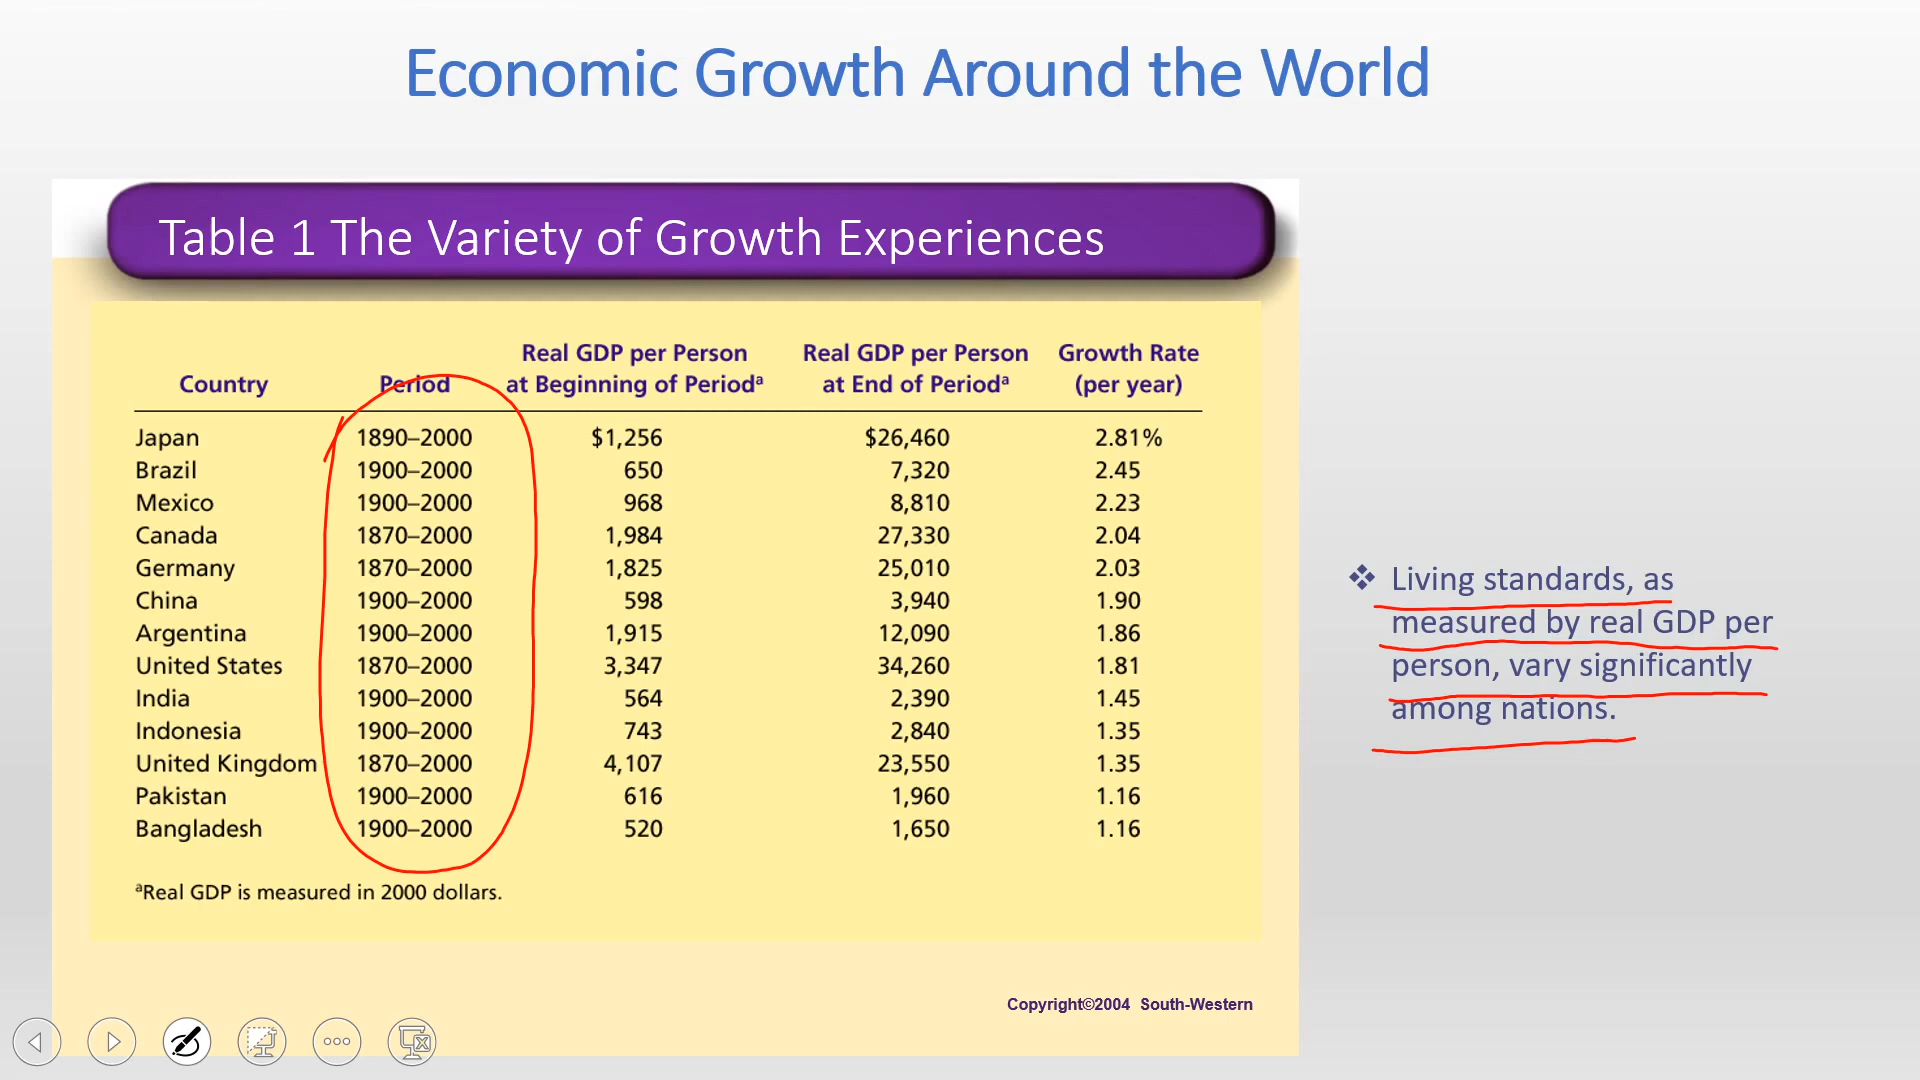 Economic Growth Around the World
Table 1 The Variety of Growth Experiences
Real GDP per Person Real GDP per Person Growth Rate
Country Period at Beginning of Periodᵃ at End of Periodᵃ (per year)
Japan 1890–2000 $1,256 $26,460 2.81%
Brazil 1900–2000 650 7,320 2.45
Mexico 1900–2000 968 8,810 2.23
Canada 1870–2000 1,984 27,330 2.04
Germany 1870–2000 1,825 25,010 2.03
China 1900–2000 598 3,940 1.90
Argentina 1900–2000 1,915 12,090 1.86
United States 1870–2000 3,347 34,260 1.81
India 1900–2000 564 2,390 1.45
Indonesia 1900–2000 743 2,840 1.35
United Kingdom 1870–2000 4,107 23,550 1.35
Pakistan 1900–2000 616 1,960 1.16
Bangladesh 1900–2000 520 1,650 1.16
ᵃReal GDP is measured in 2000 dollars.
Copyright©2004 South-Western
❖ Living standards, as
measured by real GDP per
person, vary significantly
among nations.